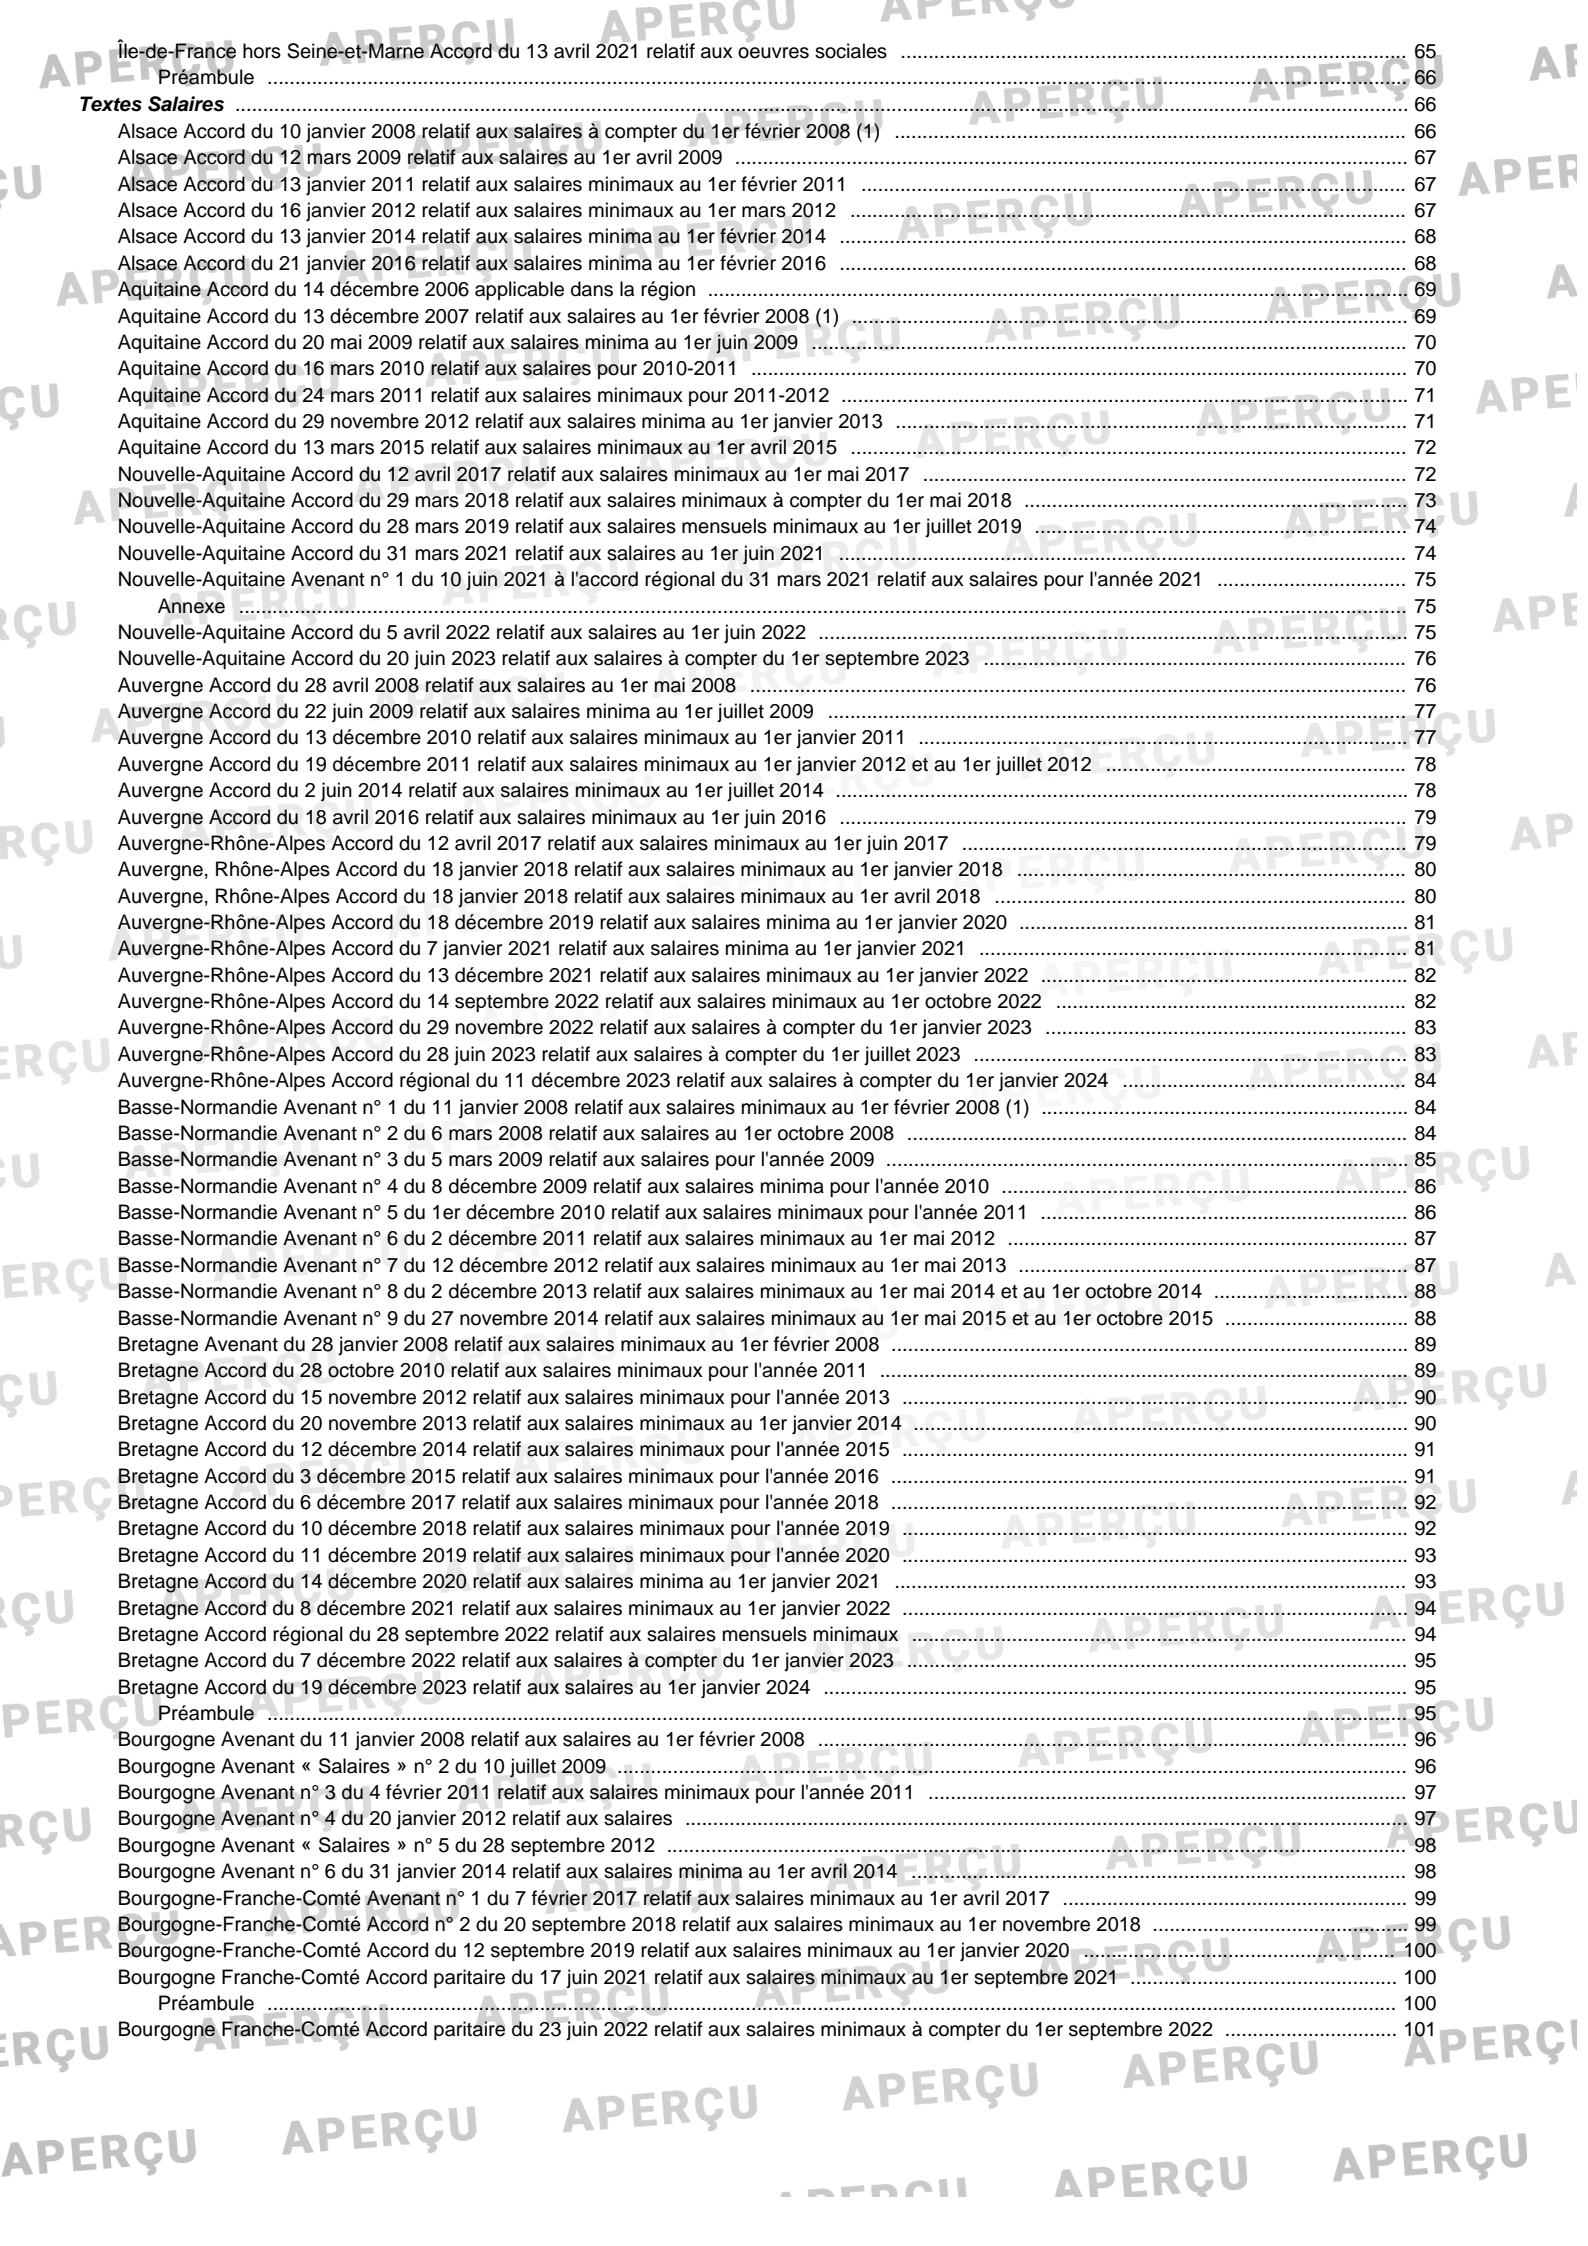 Île-de-France hors Seine-et-Marne Accord du 13 avril 2021 relatif aux oeuvres sociales ........ 65
Préambule ........ 66
Textes Salaires ........ 66
Alsace Accord du 10 janvier 2008 relatif aux salaires à compter du 1er février 2008 (1) ........ 66
Alsace Accord du 12 mars 2009 relatif aux salaires au 1er avril 2009 ........ 67
Alsace Accord du 13 janvier 2011 relatif aux salaires minimaux au 1er février 2011 ........ 67
Alsace Accord du 16 janvier 2012 relatif aux salaires minimaux au 1er mars 2012 ........ 67
Alsace Accord du 13 janvier 2014 relatif aux salaires minima au 1er février 2014 ........ 68
Alsace Accord du 21 janvier 2016 relatif aux salaires minima au 1er février 2016 ........ 68
Aquitaine Accord du 14 décembre 2006 applicable dans la région ........ 69
Aquitaine Accord du 13 décembre 2007 relatif aux salaires au 1er février 2008 (1) ........ 69
Aquitaine Accord du 20 mai 2009 relatif aux salaires minima au 1er juin 2009 ........ 70
Aquitaine Accord du 16 mars 2010 relatif aux salaires pour 2010-2011 ........ 70
Aquitaine Accord du 24 mars 2011 relatif aux salaires minimaux pour 2011-2012 ........ 71
Aquitaine Accord du 29 novembre 2012 relatif aux salaires minima au 1er janvier 2013 ........ 71
Aquitaine Accord du 13 mars 2015 relatif aux salaires minimaux au 1er avril 2015 ........ 72
Nouvelle-Aquitaine Accord du 12 avril 2017 relatif aux salaires minimaux au 1er mai 2017 ........ 72
Nouvelle-Aquitaine Accord du 29 mars 2018 relatif aux salaires minimaux à compter du 1er mai 2018 ........ 73
Nouvelle-Aquitaine Accord du 28 mars 2019 relatif aux salaires mensuels minimaux au 1er juillet 2019 ........ 74
Nouvelle-Aquitaine Accord du 31 mars 2021 relatif aux salaires au 1er juin 2021 ........ 74
Nouvelle-Aquitaine Avenant n° 1 du 10 juin 2021 à l'accord régional du 31 mars 2021 relatif aux salaires pour l'année 2021 ........ 75
Annexe ........ 75
Nouvelle-Aquitaine Accord du 5 avril 2022 relatif aux salaires au 1er juin 2022 ........ 75
Nouvelle-Aquitaine Accord du 20 juin 2023 relatif aux salaires à compter du 1er septembre 2023 ........ 76
Auvergne Accord du 28 avril 2008 relatif aux salaires au 1er mai 2008 ........ 76
Auvergne Accord du 22 juin 2009 relatif aux salaires minima au 1er juillet 2009 ........ 77
Auvergne Accord du 13 décembre 2010 relatif aux salaires minimaux au 1er janvier 2011 ........ 77
Auvergne Accord du 19 décembre 2011 relatif aux salaires minimaux au 1er janvier 2012 et au 1er juillet 2012 ........ 78
Auvergne Accord du 2 juin 2014 relatif aux salaires minimaux au 1er juillet 2014 ........ 78
Auvergne Accord du 18 avril 2016 relatif aux salaires minimaux au 1er juin 2016 ........ 79
Auvergne-Rhône-Alpes Accord du 12 avril 2017 relatif aux salaires minimaux au 1er juin 2017 ........ 79
Auvergne, Rhône-Alpes Accord du 18 janvier 2018 relatif aux salaires minimaux au 1er janvier 2018 ........ 80
Auvergne, Rhône-Alpes Accord du 18 janvier 2018 relatif aux salaires minimaux au 1er avril 2018 ........ 80
Auvergne-Rhône-Alpes Accord du 18 décembre 2019 relatif aux salaires minima au 1er janvier 2020 ........ 81
Auvergne-Rhône-Alpes Accord du 7 janvier 2021 relatif aux salaires minima au 1er janvier 2021 ........ 81
Auvergne-Rhône-Alpes Accord du 13 décembre 2021 relatif aux salaires minimaux au 1er janvier 2022 ........ 82
Auvergne-Rhône-Alpes Accord du 14 septembre 2022 relatif aux salaires minimaux au 1er octobre 2022 ........ 82
Auvergne-Rhône-Alpes Accord du 29 novembre 2022 relatif aux salaires à compter du 1er janvier 2023 ........ 83
Auvergne-Rhône-Alpes Accord du 28 juin 2023 relatif aux salaires à compter du 1er juillet 2023 ........ 83
Auvergne-Rhône-Alpes Accord régional du 11 décembre 2023 relatif aux salaires à compter du 1er janvier 2024 ........ 84
Basse-Normandie Avenant n° 1 du 11 janvier 2008 relatif aux salaires minimaux au 1er février 2008 (1) ........ 84
Basse-Normandie Avenant n° 2 du 6 mars 2008 relatif aux salaires au 1er octobre 2008 ........ 84
Basse-Normandie Avenant n° 3 du 5 mars 2009 relatif aux salaires pour l'année 2009 ........ 85
Basse-Normandie Avenant n° 4 du 8 décembre 2009 relatif aux salaires minima pour l'année 2010 ........ 86
Basse-Normandie Avenant n° 5 du 1er décembre 2010 relatif aux salaires minimaux pour l'année 2011 ........ 86
Basse-Normandie Avenant n° 6 du 2 décembre 2011 relatif aux salaires minimaux au 1er mai 2012 ........ 87
Basse-Normandie Avenant n° 7 du 12 décembre 2012 relatif aux salaires minimaux au 1er mai 2013 ........ 87
Basse-Normandie Avenant n° 8 du 2 décembre 2013 relatif aux salaires minimaux au 1er mai 2014 et au 1er octobre 2014 ........ 88
Basse-Normandie Avenant n° 9 du 27 novembre 2014 relatif aux salaires minimaux au 1er mai 2015 et au 1er octobre 2015 ........ 88
Bretagne Avenant du 28 janvier 2008 relatif aux salaires minimaux au 1er février 2008 ........ 89
Bretagne Accord du 28 octobre 2010 relatif aux salaires minimaux pour l'année 2011 ........ 89
Bretagne Accord du 15 novembre 2012 relatif aux salaires minimaux pour l'année 2013 ........ 90
Bretagne Accord du 20 novembre 2013 relatif aux salaires minimaux au 1er janvier 2014 ........ 90
Bretagne Accord du 12 décembre 2014 relatif aux salaires minimaux pour l'année 2015 ........ 91
Bretagne Accord du 3 décembre 2015 relatif aux salaires minimaux pour l'année 2016 ........ 91
Bretagne Accord du 6 décembre 2017 relatif aux salaires minimaux pour l'année 2018 ........ 92
Bretagne Accord du 10 décembre 2018 relatif aux salaires minimaux pour l'année 2019 ........ 92
Bretagne Accord du 11 décembre 2019 relatif aux salaires minimaux pour l'année 2020 ........ 93
Bretagne Accord du 14 décembre 2020 relatif aux salaires minima au 1er janvier 2021 ........ 93
Bretagne Accord du 8 décembre 2021 relatif aux salaires minimaux au 1er janvier 2022 ........ 94
Bretagne Accord régional du 28 septembre 2022 relatif aux salaires mensuels minimaux ........ 94
Bretagne Accord du 7 décembre 2022 relatif aux salaires à compter du 1er janvier 2023 ........ 95
Bretagne Accord du 19 décembre 2023 relatif aux salaires au 1er janvier 2024 ........ 95
Préambule ........ 95
Bourgogne Avenant du 11 janvier 2008 relatif aux salaires au 1er février 2008 ........ 96
Bourgogne Avenant « Salaires » n° 2 du 10 juillet 2009 ........ 96
Bourgogne Avenant n° 3 du 4 février 2011 relatif aux salaires minimaux pour l'année 2011 ........ 97
Bourgogne Avenant n° 4 du 20 janvier 2012 relatif aux salaires ........ 97
Bourgogne Avenant « Salaires » n° 5 du 28 septembre 2012 ........ 98
Bourgogne Avenant n° 6 du 31 janvier 2014 relatif aux salaires minima au 1er avril 2014 ........ 98
Bourgogne-Franche-Comté Avenant n° 1 du 7 février 2017 relatif aux salaires minimaux au 1er avril 2017 ........ 99
Bourgogne-Franche-Comté Accord n° 2 du 20 septembre 2018 relatif aux salaires minimaux au 1er novembre 2018 ........ 99
Bourgogne-Franche-Comté Accord du 12 septembre 2019 relatif aux salaires minimaux au 1er janvier 2020 ........ 100
Bourgogne Franche-Comté Accord paritaire du 17 juin 2021 relatif aux salaires minimaux au 1er septembre 2021 ........ 100
Préambule ........ 100
Bourgogne Franche-Comté Accord paritaire du 23 juin 2022 relatif aux salaires minimaux à compter du 1er septembre 2022 ........ 101
APERÇU